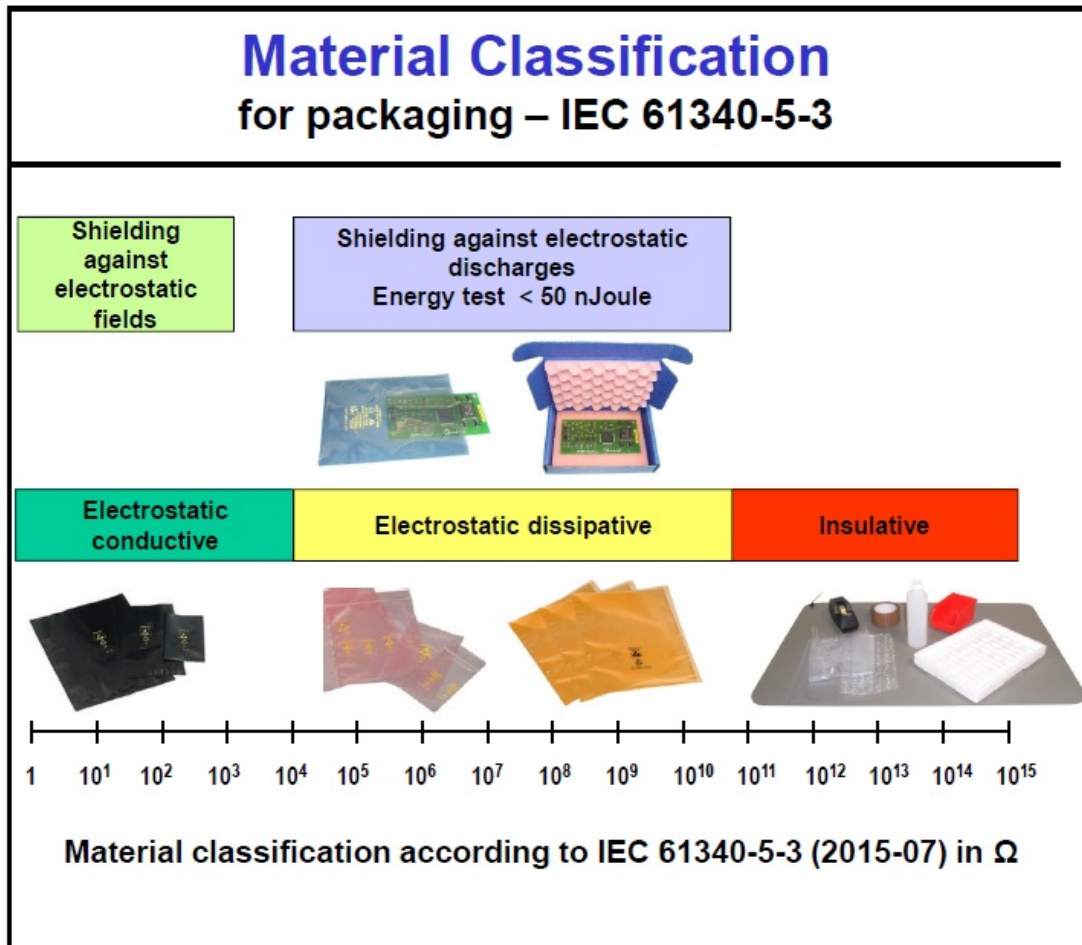 Material Classification
for packaging – IEC 61340-5-3
Shielding
against
electrostatic
fields
Shielding against electrostatic
discharges
Energy test < 50 nJoule
Electrostatic
conductive
Electrostatic dissipative
Insulative
1 10¹ 10² 10³ 10⁴ 10⁵ 10⁶ 10⁷ 10⁸ 10⁹ 10¹⁰ 10¹¹ 10¹² 10¹³ 10¹⁴ 10¹⁵
Material classification according to IEC 61340-5-3 (2015-07) in Ω